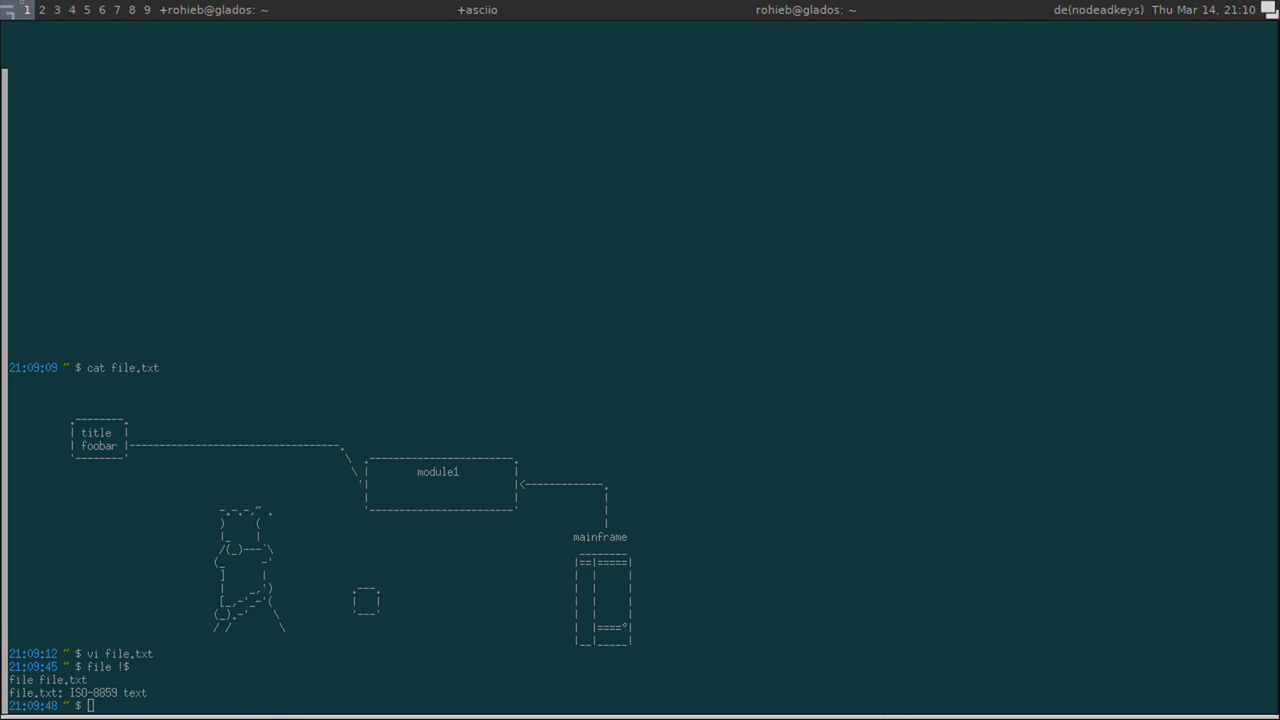 1 2 3 4 5 6 7 8 9 +rohieb@glados: ~ +asciio rohieb@glados: ~ de(nodeadkeys) Thu Mar 14, 21:10
21:09:09 ~ $ cat file.txt
title
foobar
module1
mainframe
21:09:12 ~ $ vi file.txt
21:09:45 ~ $ file !$
file file.txt
file.txt: ISO-8859 text
21:09:48 ~ $